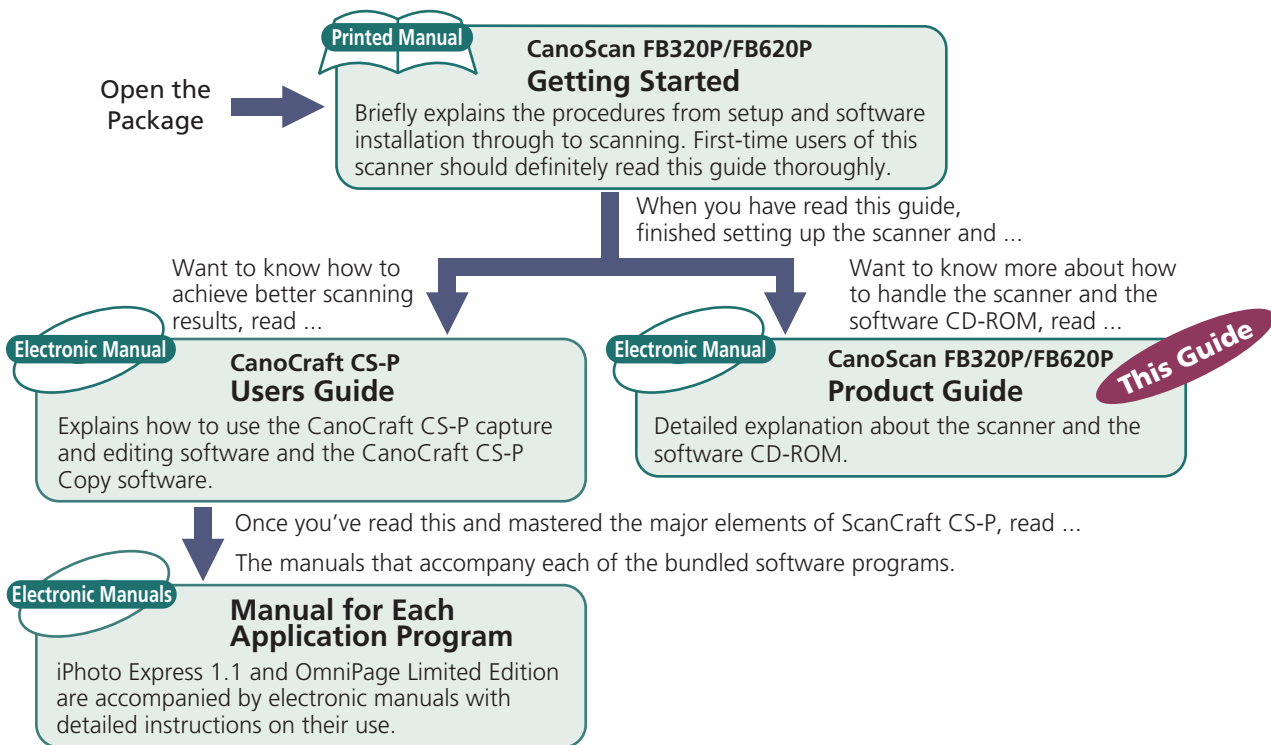 Printed Manual
CanoScan FB320P/FB620P
Getting Started
Open the
Package
Briefly explains the procedures from setup and software
installation through to scanning. First-time users of this
scanner should definitely read this guide thoroughly.
When you have read this guide,
finished setting up the scanner and ...
Want to know how to
achieve better scanning
results, read ...
Want to know more about how
to handle the scanner and the
software CD-ROM, read ...
Electronic Manual
CanoCraft CS-P
Users Guide
Explains how to use the CanoCraft CS-P capture
and editing software and the CanoCraft CS-P
Copy software.
Electronic Manual
CanoScan FB320P/FB620P
Product Guide
This Guide
Detailed explanation about the scanner and the
software CD-ROM.
Once you’ve read this and mastered the major elements of ScanCraft CS-P, read ...
The manuals that accompany each of the bundled software programs.
Electronic Manuals
Manual for Each
Application Program
iPhoto Express 1.1 and OmniPage Limited Edition
are accompanied by electronic manuals with
detailed instructions on their use.